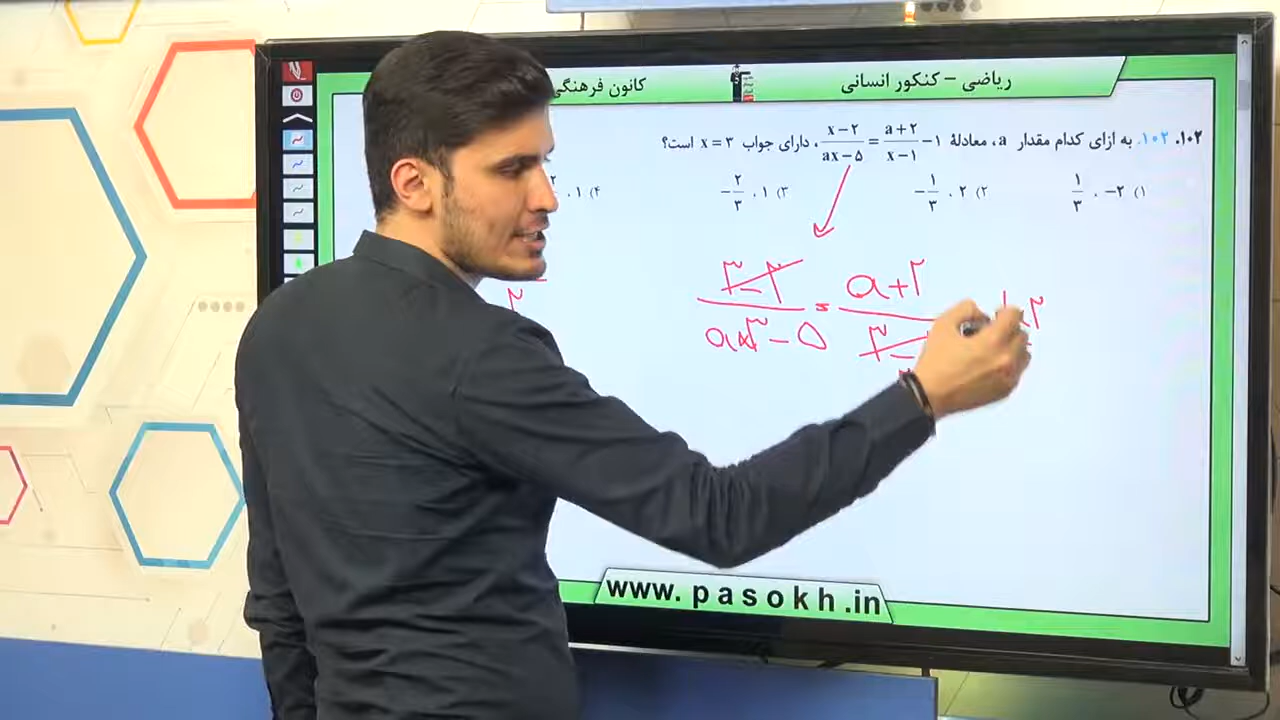 ریاضی - کنکور انسانی
کانون فرهنگی
۱۰۲. ۱۰۲. به ازای کدام مقدار a، معادلهٔ (x-۲)/(ax-۵) = (a+۲)/(x-۱) - ۱، دارای جواب x = ۳ است؟
۱) -۲ ، ۱/۳
۲) ۲ ، -۱/۳
۳) ۱ ، -۲/۳
۴) ۱ ،
a+۲
a×۳-۵ =
www.pasokh.in